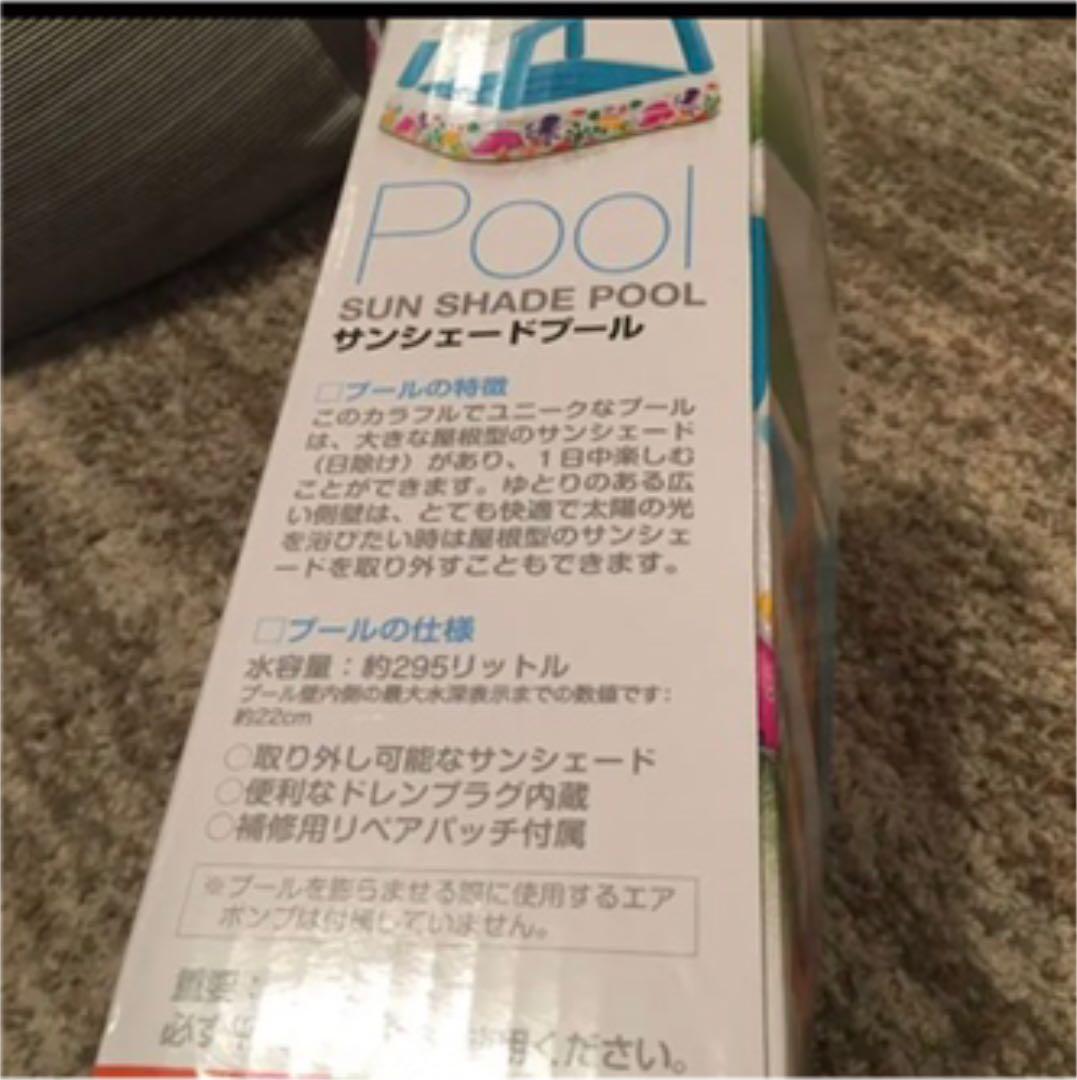 Pool
SUN SHADE POOL
サンシェードプール
□プールの特徴
このカラフルでユニークなプール
は、大きな屋根型のサンシェード
（日除け）があり、1日中楽しむ
ことができます。ゆとりのある広
い側壁は、とても快適で太陽の光
を浴びたい時は屋根型のサンシェ
ードを取り外すこともできます。
□プールの仕様
水容量：約295リットル
プール壁内側の最大水深表示までの数値です：
約22cm
○取り外し可能なサンシェード
○便利なドレンプラグ内蔵
○補修用リペアパッチ付属
※プールを膨らませる際に使用するエア
ポンプは付属していません。
重要：
必ず ください。